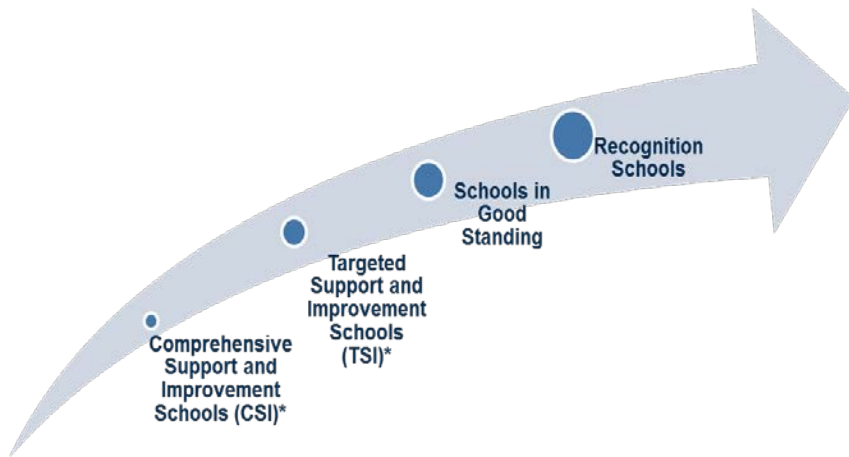 Comprehensive
Support and
Improvement
Schools (CSI)*
Targeted
Support and
Improvement
Schools
(TSI)*
Schools in
Good
Standing
Recognition
Schools